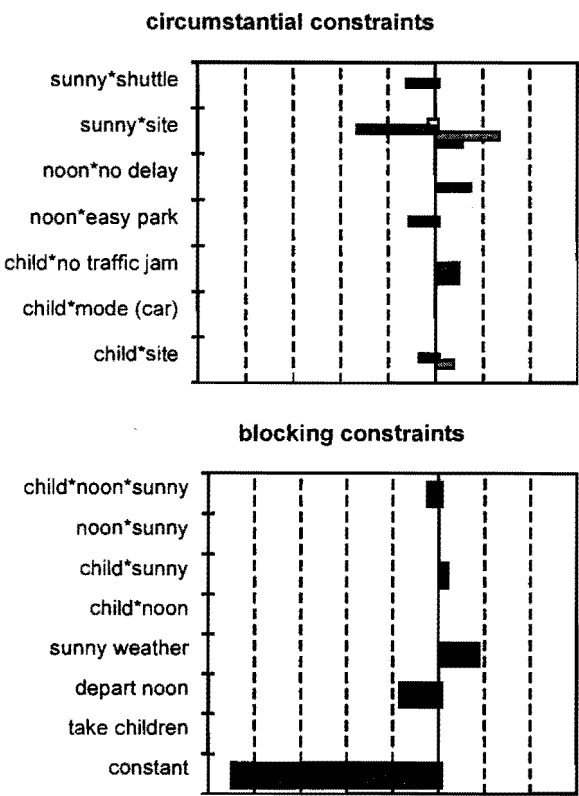 circumstantial constraints
sunny*shuttle
sunny*site
noon*no delay
noon*easy park
child*no traffic jam
child*mode (car)
child*site
blocking constraints
child*noon*sunny
noon*sunny
child*sunny
child*noon
sunny weather
depart noon
take children
constant